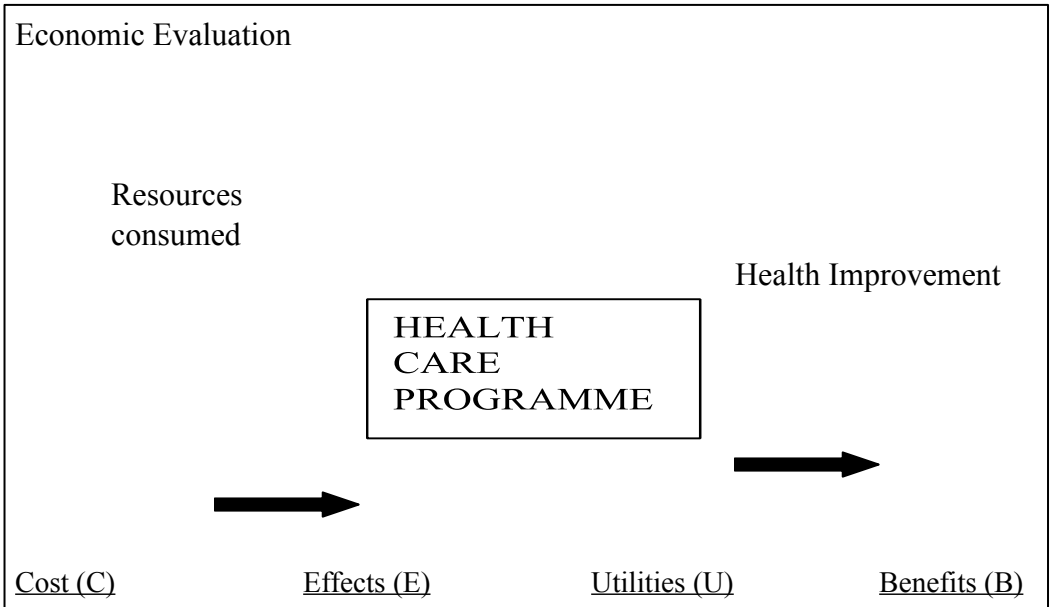 Economic Evaluation
Resources
consumed
Health Improvement
HEALTH
CARE
PROGRAMME
Cost (C) Effects (E) Utilities (U) Benefits (B)